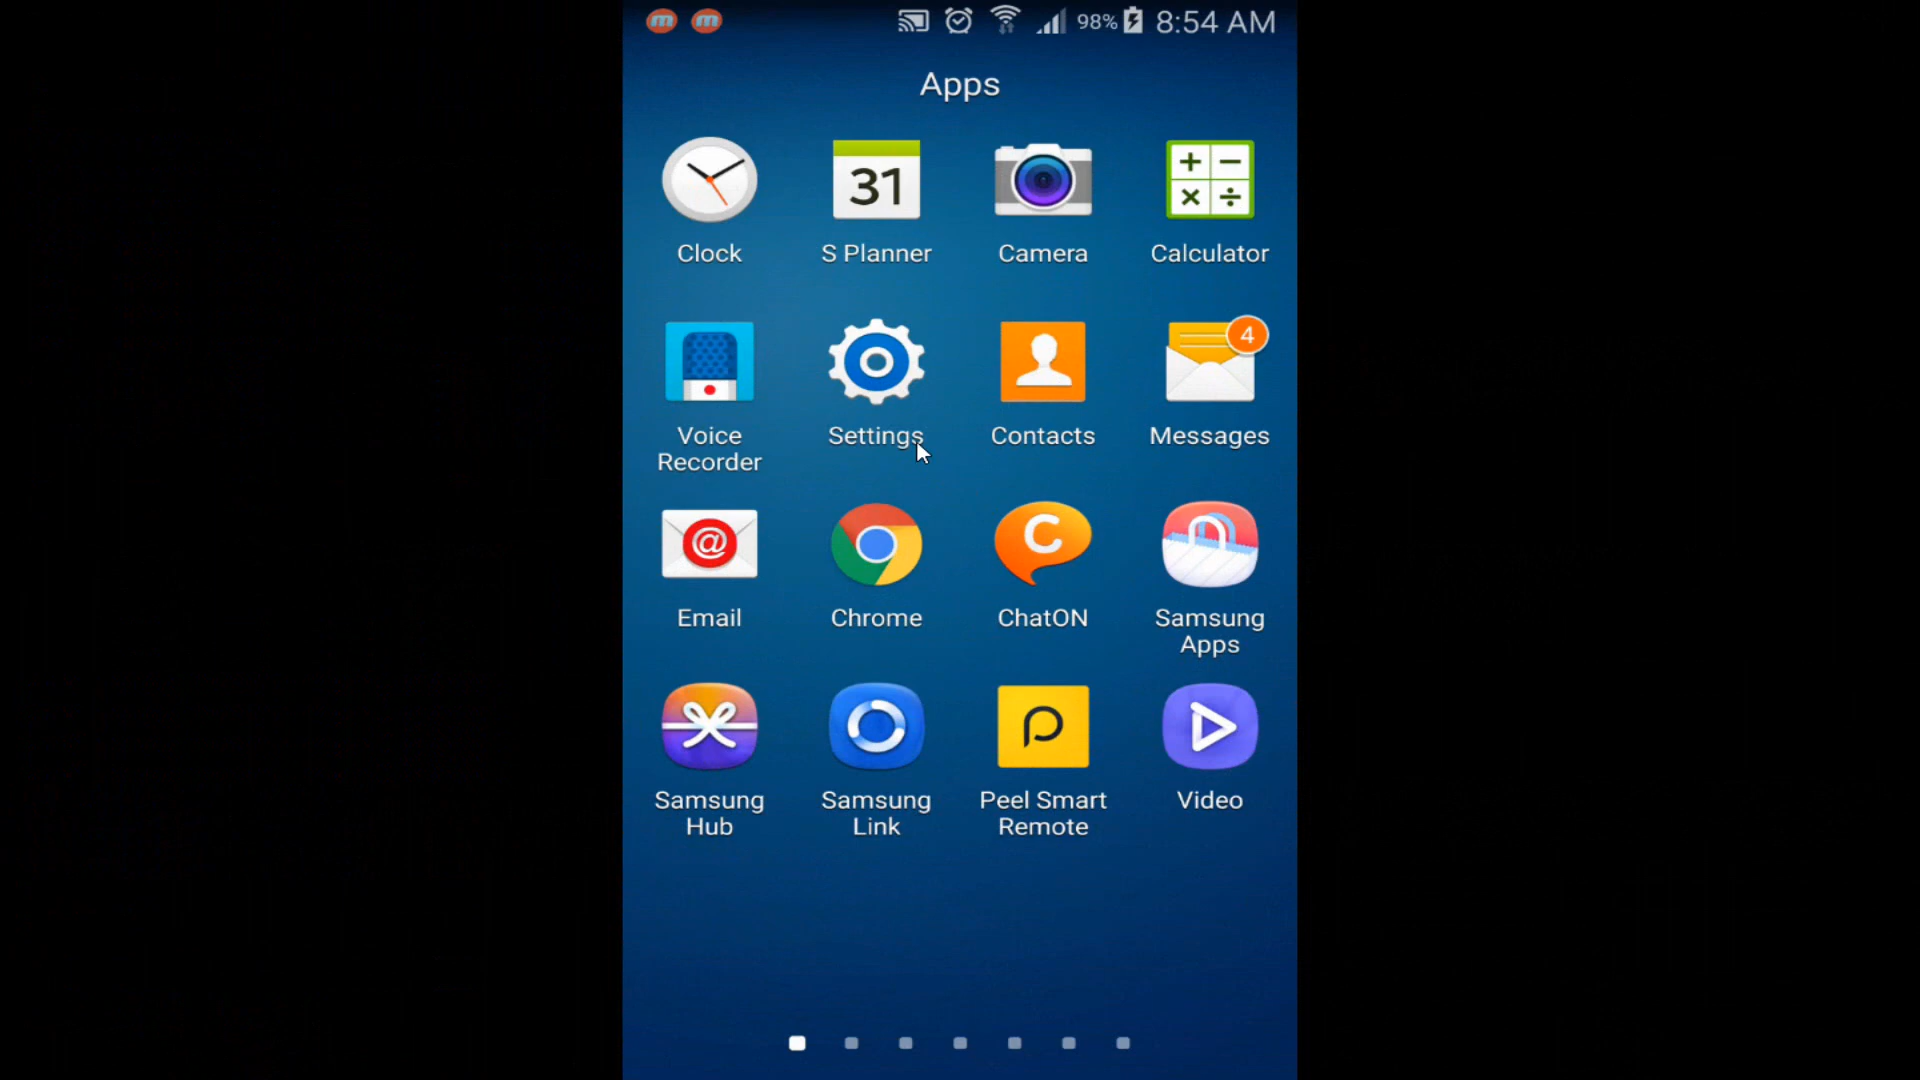 98% 8:54 AM
Apps
31
Clock S Planner Camera Calculator
4
Voice Recorder Settings Contacts Messages
@ C
Email Chrome ChatON Samsung Apps
Samsung Hub Samsung Link Peel Smart Remote Video